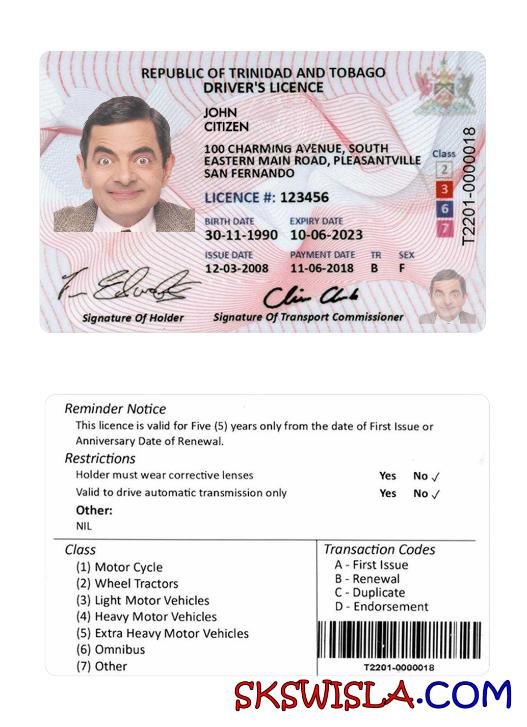 REPUBLIC OF TRINIDAD AND TOBAGO
DRIVER'S LICENCE
JOHN
CITIZEN
100 CHARMING AVENUE, SOUTH
EASTERN MAIN ROAD, PLEASANTVILLE
SAN FERNANDO
LICENCE #: 123456
BIRTH DATE EXPIRY DATE
30-11-1990 10-06-2023
ISSUE DATE PAYMENT DATE TR SEX
12-03-2008 11-06-2018 B F
Class
2
3
6
7
T2201-0000018
Signature Of Holder
Signature Of Transport Commissioner
Reminder Notice
This licence is valid for Five (5) years only from the date of First Issue or
Anniversary Date of Renewal.
Restrictions
Holder must wear corrective lenses Yes No ✓
Valid to drive automatic transmission only Yes No ✓
Other:
NIL
Class
(1) Motor Cycle
(2) Wheel Tractors
(3) Light Motor Vehicles
(4) Heavy Motor Vehicles
(5) Extra Heavy Motor Vehicles
(6) Omnibus
(7) Other
Transaction Codes
A - First Issue
B - Renewal
C - Duplicate
D - Endorsement
T2201-0000018
SKSWISLA.COM